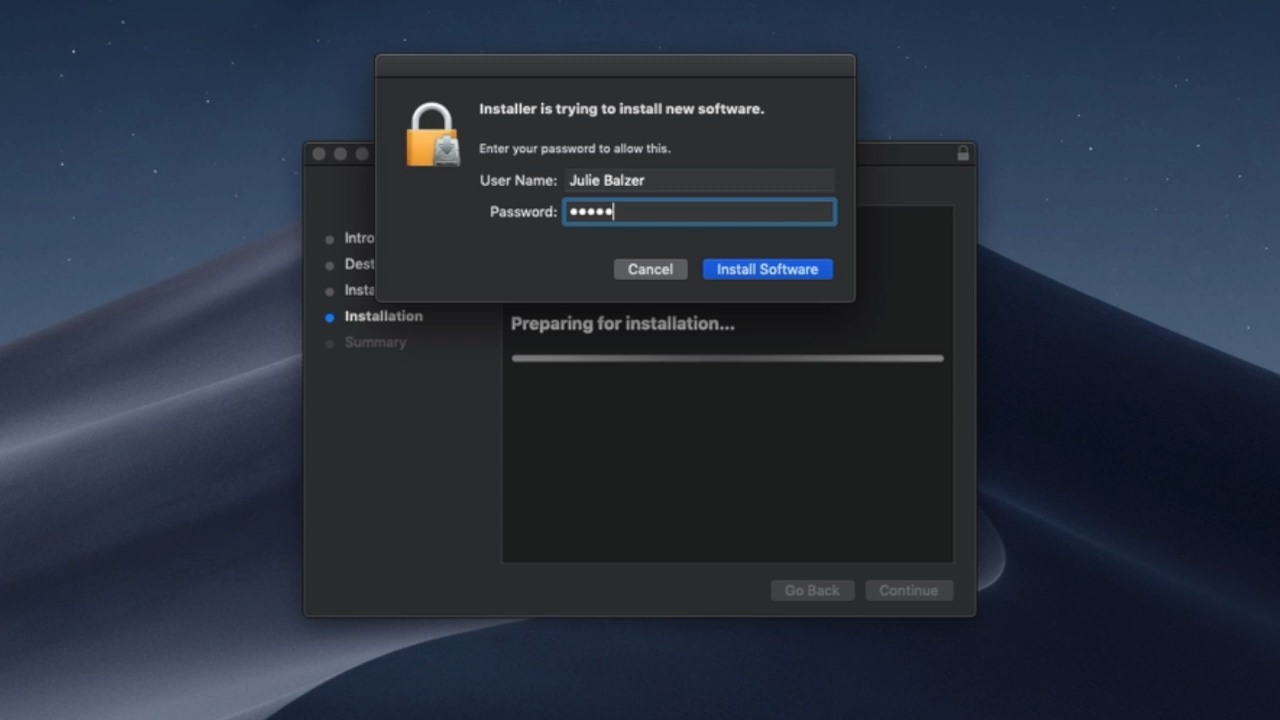 Installer is trying to install new software.
Enter your password to allow this.
User Name: Julie Balzer
Password: •••••
Cancel Install Software
Intro
Dest
Insta
Installation
Summary
Preparing for installation...
Go Back Continue